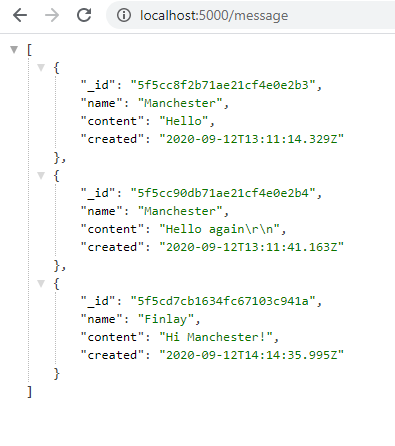 localhost:5000/message
[
{
"_id": "5f5cc8f2b71ae21cf4e0e2b3",
"name": "Manchester",
"content": "Hello",
"created": "2020-09-12T13:11:14.329Z"
},
{
"_id": "5f5cc90db71ae21cf4e0e2b4",
"name": "Manchester",
"content": "Hello again\r\n",
"created": "2020-09-12T13:11:41.163Z"
},
{
"_id": "5f5cd7cb1634fc67103c941a",
"name": "Finlay",
"content": "Hi Manchester!",
"created": "2020-09-12T14:14:35.995Z"
}
]